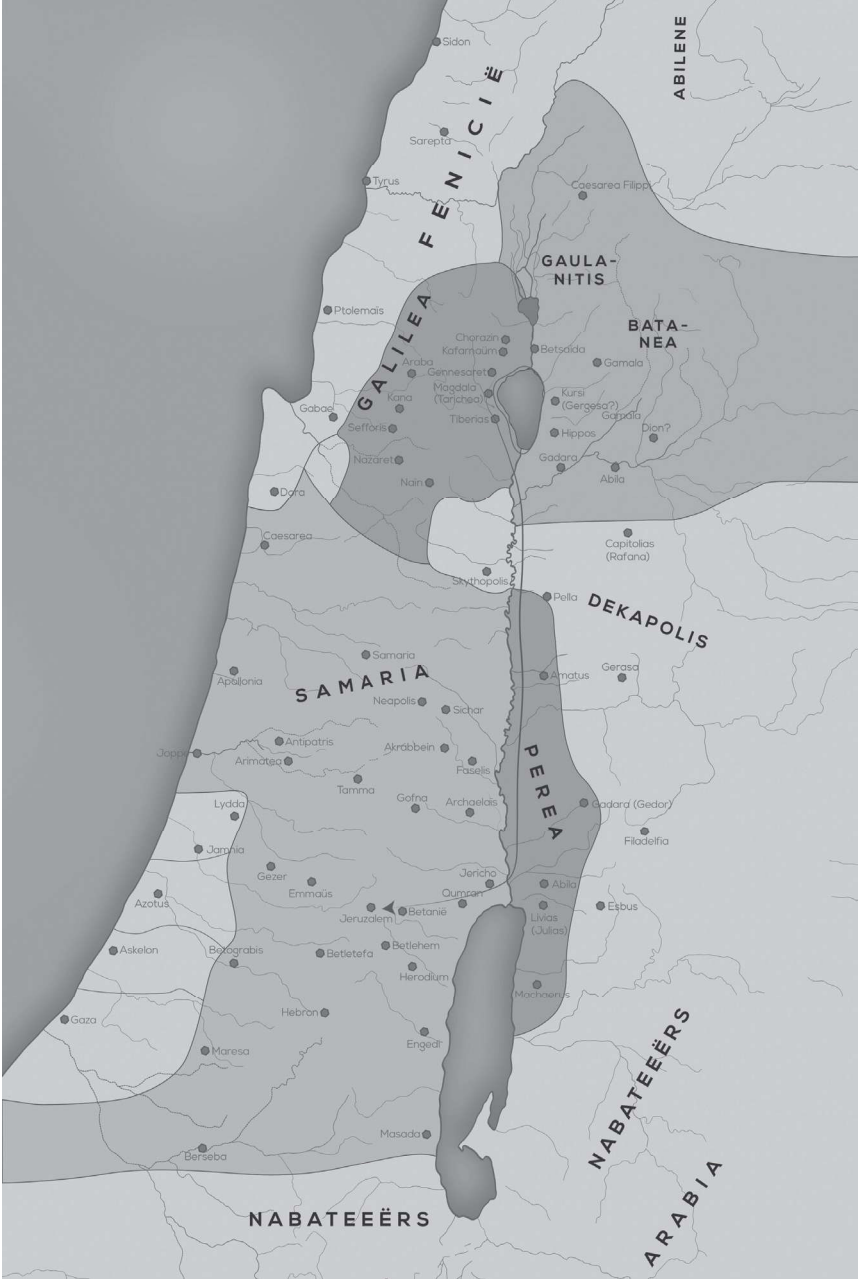 Sidon
ABILENE
FENICIË
Sarepta
Tyrus
Caesarea Filippi
GAULA-
NITIS
Ptolemaïs
BATA-
NEA
GALILEA
Chorazin
Kafarnaüm
Betsaida
Araba
Gennesaret
Gamala
Magdala
(Tarichea)
Kana
Kursi
(Gergesa?)
Gabae
Gamala
Tiberias
Sefforis
Hippos
Dion?
Nazaret
Gadara
Abila
Nain
Dora
Caesarea
Capitolias
(Rafana)
Skythopolis
Pella
DEKAPOLIS
Samaria
Apollonia
SAMARIA
Amatus
Gerasa
Neapolis
Sichar
Joppe
Antipatris
Arimatea
Akrabbein
Faselis
Tamma
PEREA
Lydda
Gofna
Archaelais
Gadara (Gedor)
Filadelfia
Jamnia
Gezer
Emmaüs
Jericho
Abila
Azotus
Qumran
Jeruzalem
Betanië
Livias
(Julias)
Esbus
Askelon
Betograbis
Betletefa
Betlehem
Herodium
Machaerus
Gaza
Hebron
Engedi
Maresa
NABATEEËRS
Masada
Berseba
NABATEEËRS
ARABIA